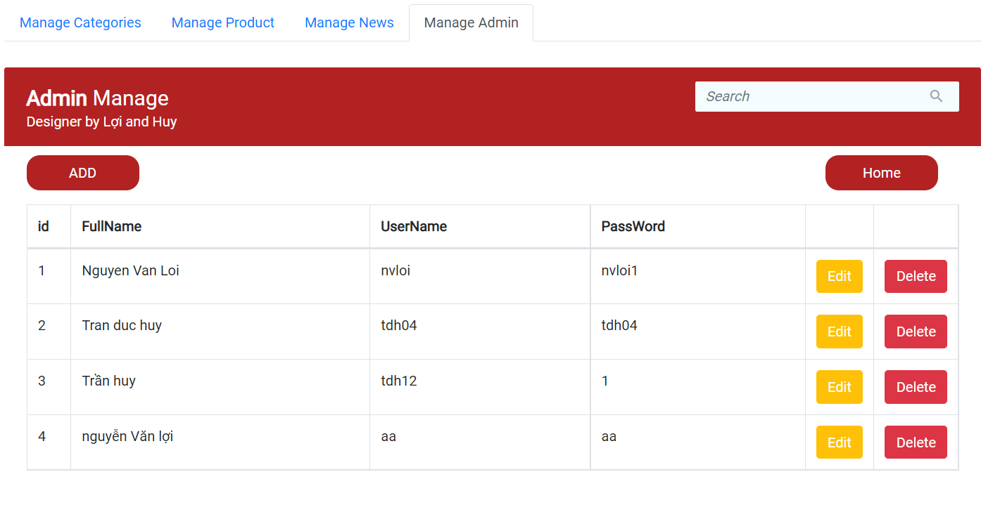 Manage Categories Manage Product Manage News Manage Admin
Admin Manage
Search
Designer by Lợi and Huy
ADD Home
id FullName UserName PassWord
1 Nguyen Van Loi nvloi nvloi1 Edit Delete
2 Tran duc huy tdh04 tdh04 Edit Delete
3 Trần huy tdh12 1 Edit Delete
4 nguyễn Văn lợi aa aa Edit Delete